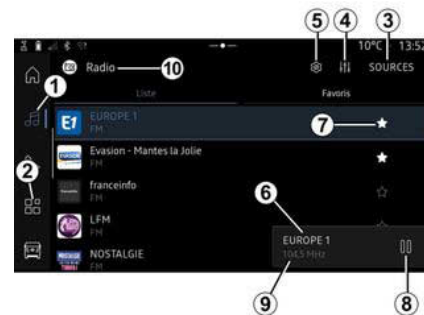 5 4 3
10°C 13:52
Radio 10 SOURCES
1 Liste Favoris
E1 EUROPE 1 7
FM
Evasion - Mantes la Jolie
FM
2 franceinfo 6
FM
LFM
FM
EUROPE 1
104.5 MHz
NOSTALGIE
FM
9 8